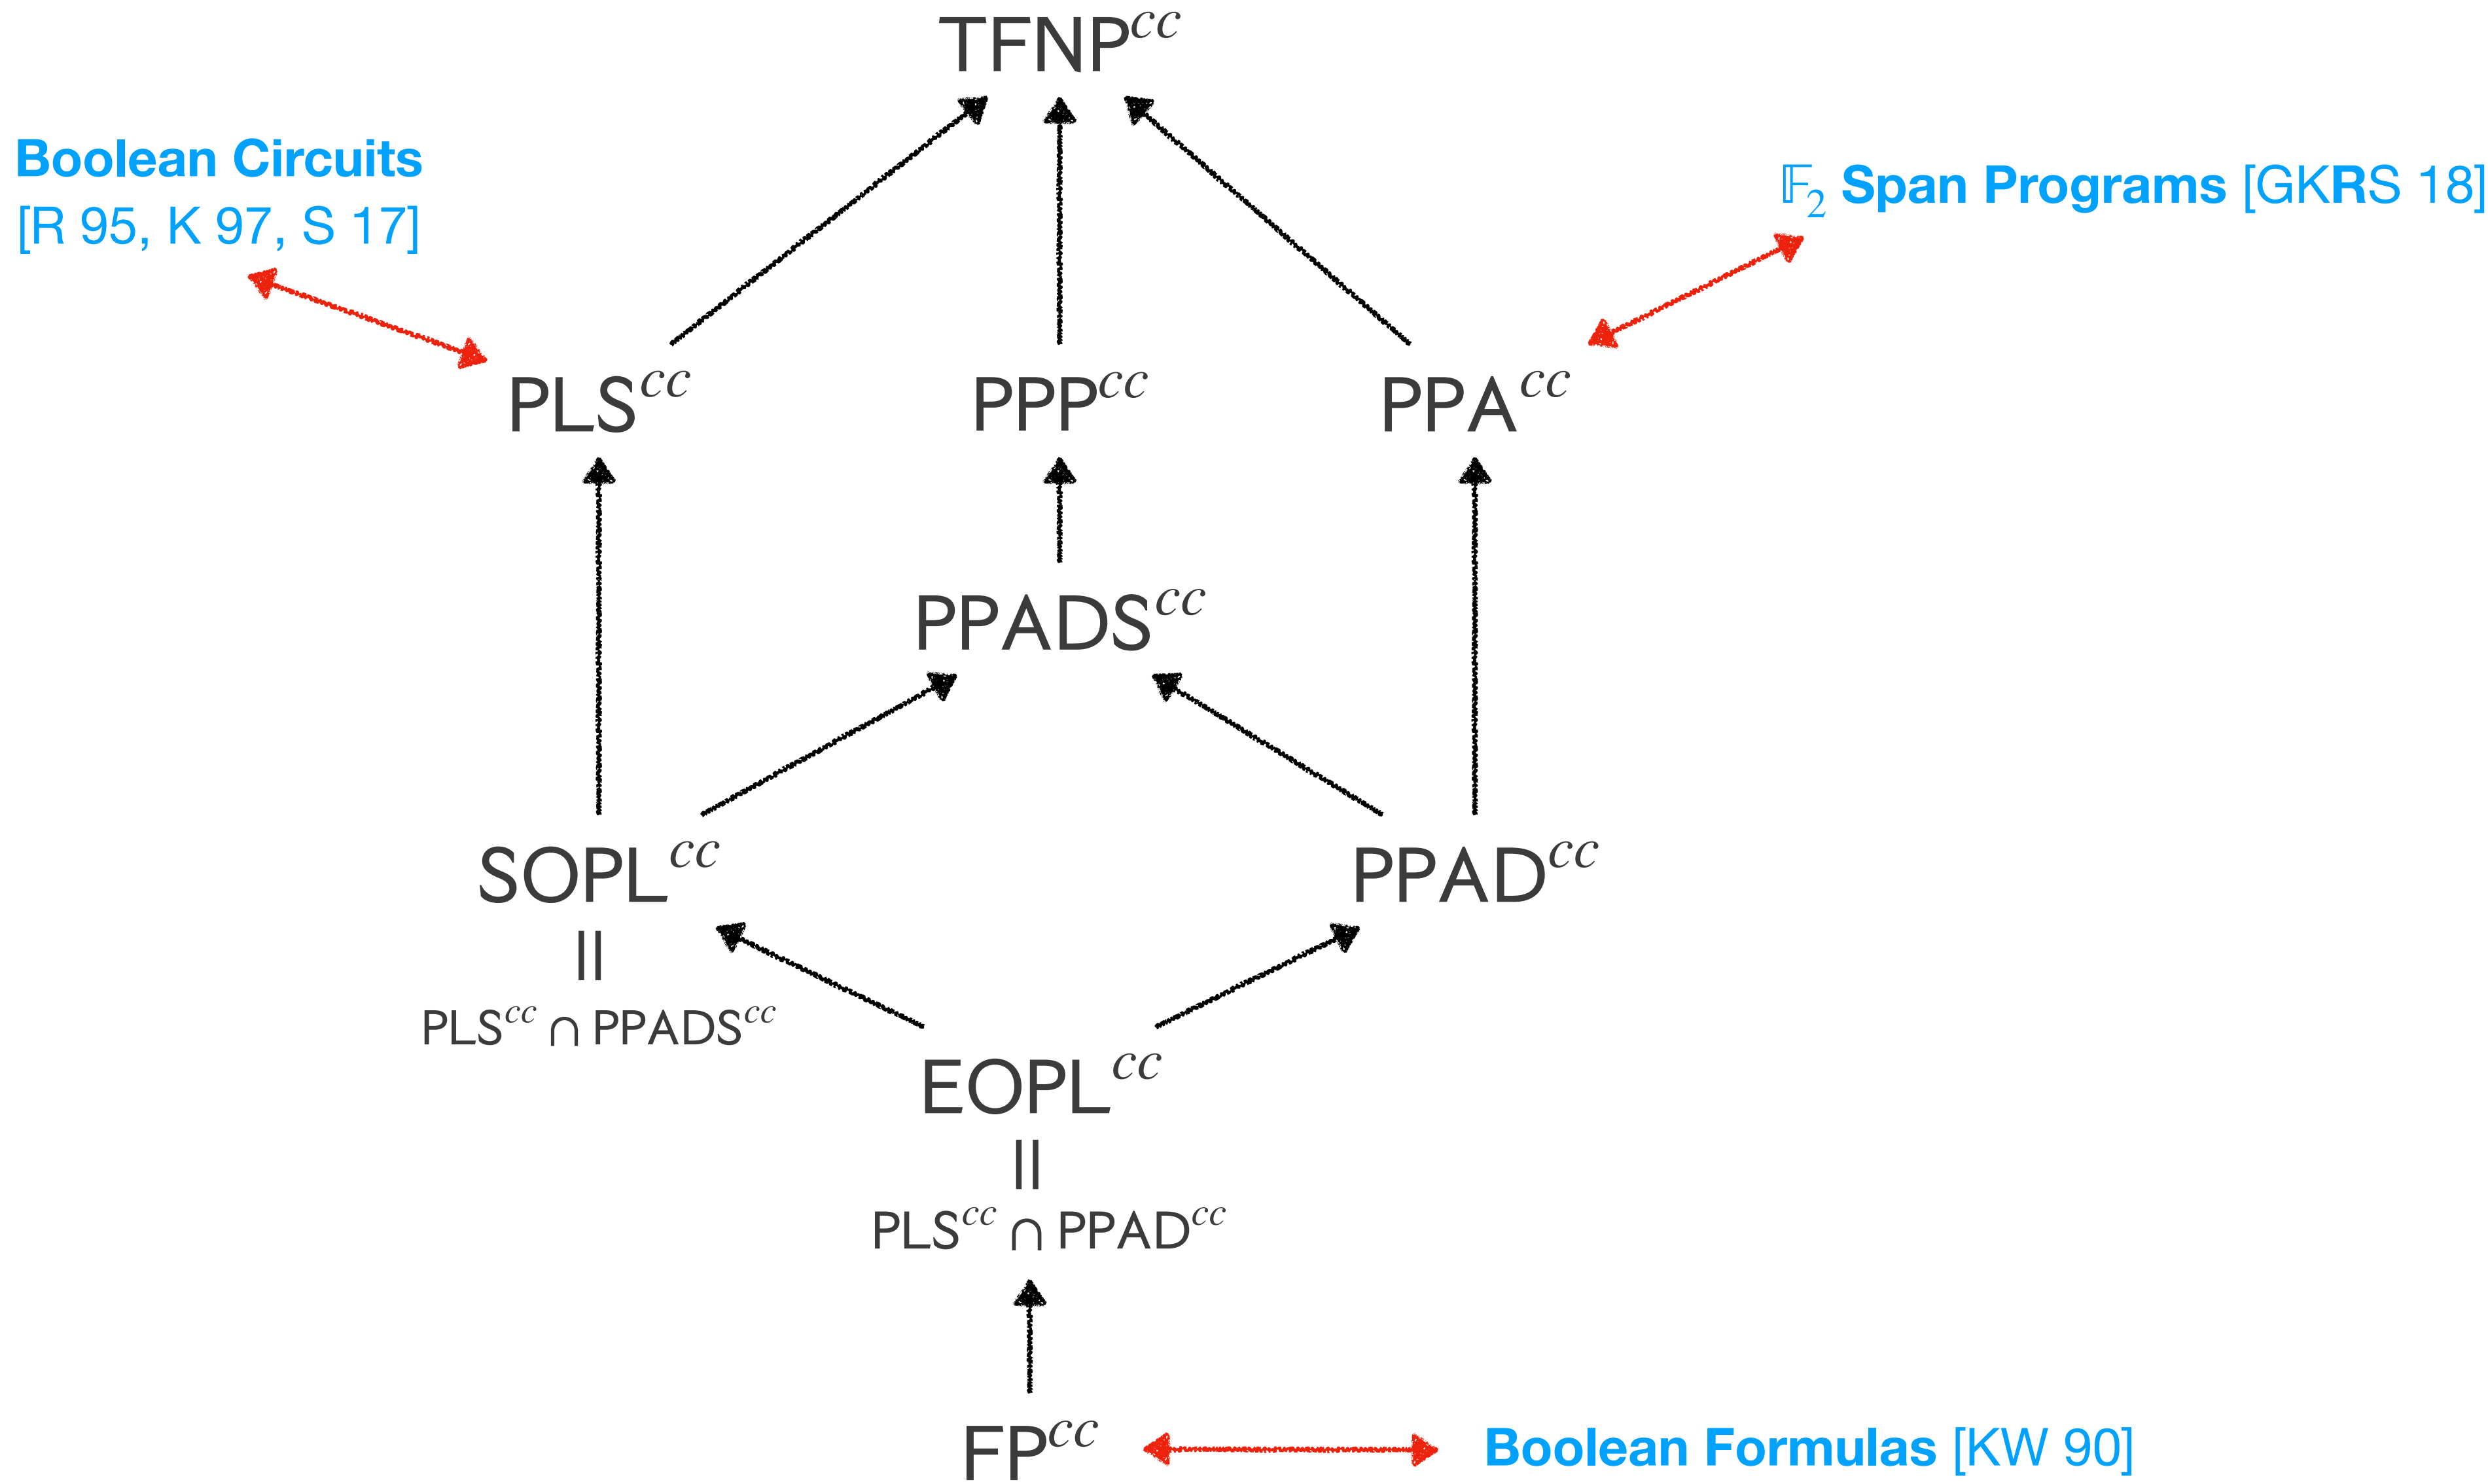 TFNP^cc
Boolean Circuits
[R 95, K 97, S 17]
𝔽₂ Span Programs [GKRS 18]
PLS^cc
PPP^cc
PPA^cc
PPADS^cc
SOPL^cc
PPAD^cc
||
PLS^cc ∩ PPADS^cc
EOPL^cc
||
PLS^cc ∩ PPAD^cc
FP^cc
Boolean Formulas [KW 90]